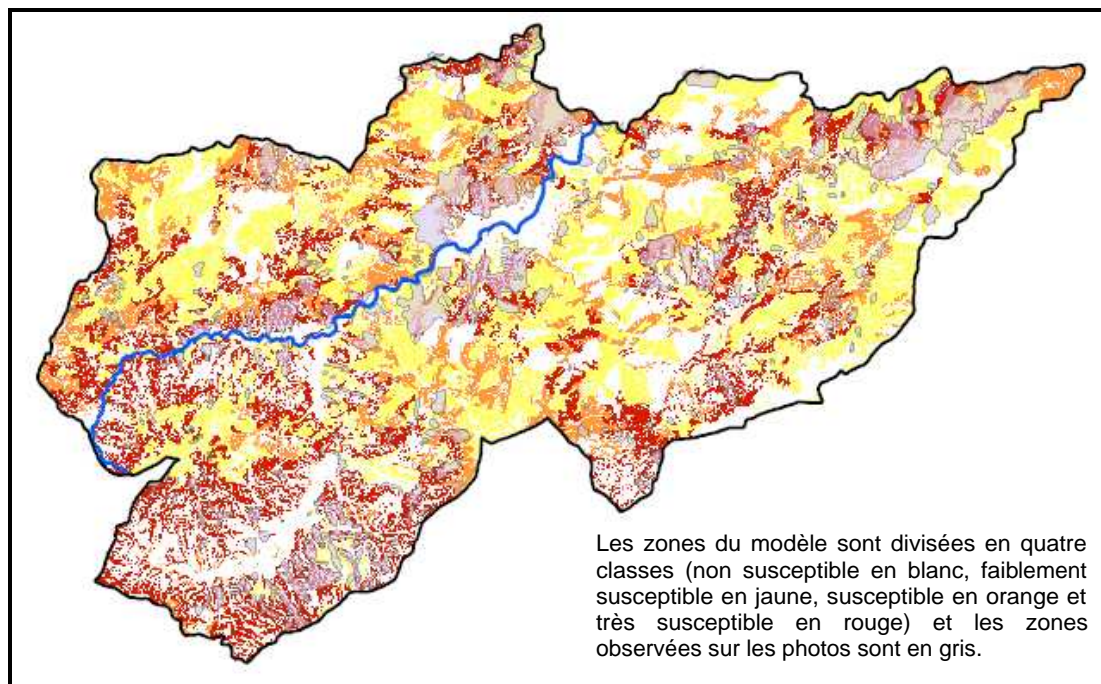 Les zones du modèle sont divisées en quatre
classes (non susceptible en blanc, faiblement
susceptible en jaune, susceptible en orange et
très susceptible en rouge) et les zones
observées sur les photos sont en gris.